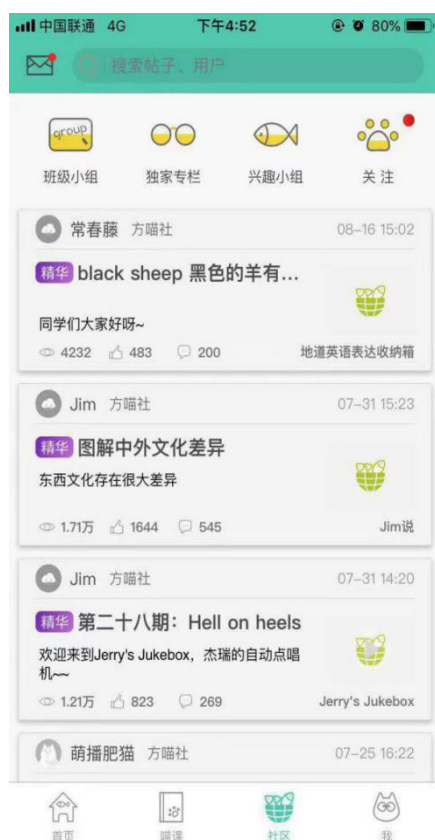 中国联通 4G 下午4:52 80%
搜索帖子、用户
group
班级小组 独家专栏 兴趣小组 关注
常春藤 方喵社 08-16 15:02
精华 black sheep 黑色的羊有...
同学们大家好呀~
4232 483 200 地道英语表达收纳箱
Jim 方喵社 07-31 15:23
精华 图解中外文化差异
东西文化存在很大差异
1.71万 1644 545 Jim说
Jim 方喵社 07-31 14:20
精华 第二十八期：Hell on heels
欢迎来到Jerry's Jukebox，杰瑞的自动点唱
机~~
1.21万 823 269 Jerry's Jukebox
萌播肥猫 方喵社 07-25 16:22
首页 喵课 社区 我